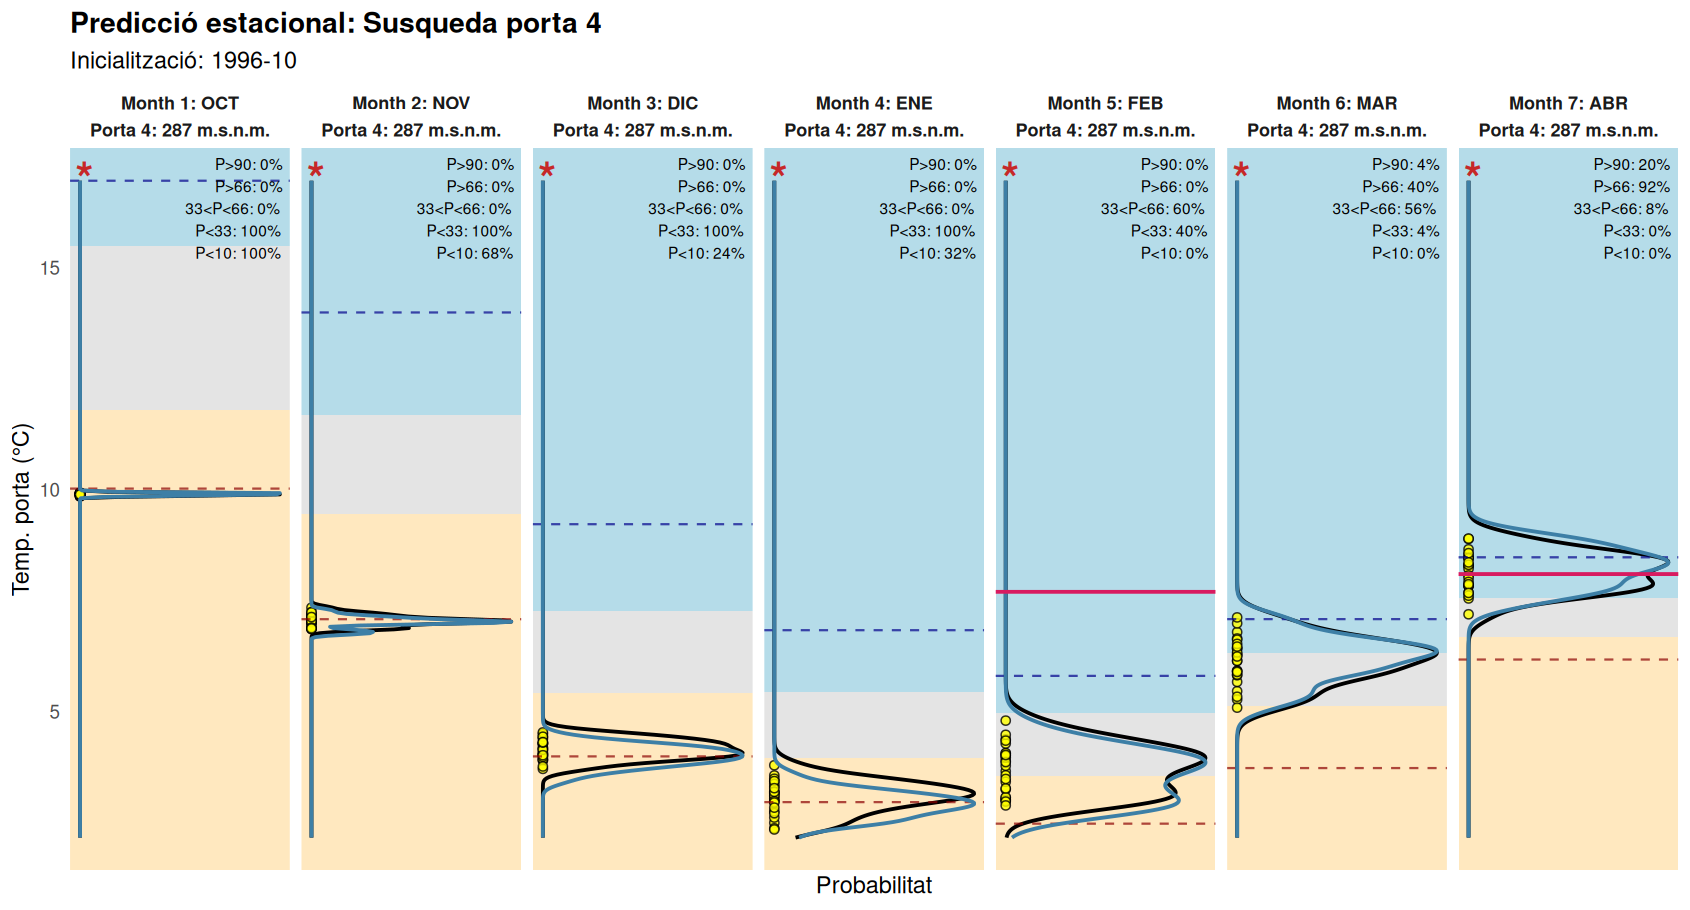 Predicció estacional: Susqueda porta 4
Inicialització: 1996-10
Month 1: OCT
Porta 4: 287 m.s.n.m.
Month 2: NOV
Porta 4: 287 m.s.n.m.
Month 3: DIC
Porta 4: 287 m.s.n.m.
Month 4: ENE
Porta 4: 287 m.s.n.m.
Month 5: FEB
Porta 4: 287 m.s.n.m.
Month 6: MAR
Porta 4: 287 m.s.n.m.
Month 7: ABR
Porta 4: 287 m.s.n.m.
*
P>90: 0%
P>66: 0%
33<P<66: 0%
P<33: 100%
P<10: 100%
*
P>90: 0%
P>66: 0%
33<P<66: 0%
P<33: 100%
P<10: 68%
*
P>90: 0%
P>66: 0%
33<P<66: 0%
P<33: 100%
P<10: 24%
*
P>90: 0%
P>66: 0%
33<P<66: 0%
P<33: 100%
P<10: 32%
*
P>90: 0%
P>66: 0%
33<P<66: 60%
P<33: 40%
P<10: 0%
*
P>90: 4%
P>66: 40%
33<P<66: 56%
P<33: 4%
P<10: 0%
*
P>90: 20%
P>66: 92%
33<P<66: 8%
P<33: 0%
P<10: 0%
15
10
5
Temp. porta (°C)
Probabilitat